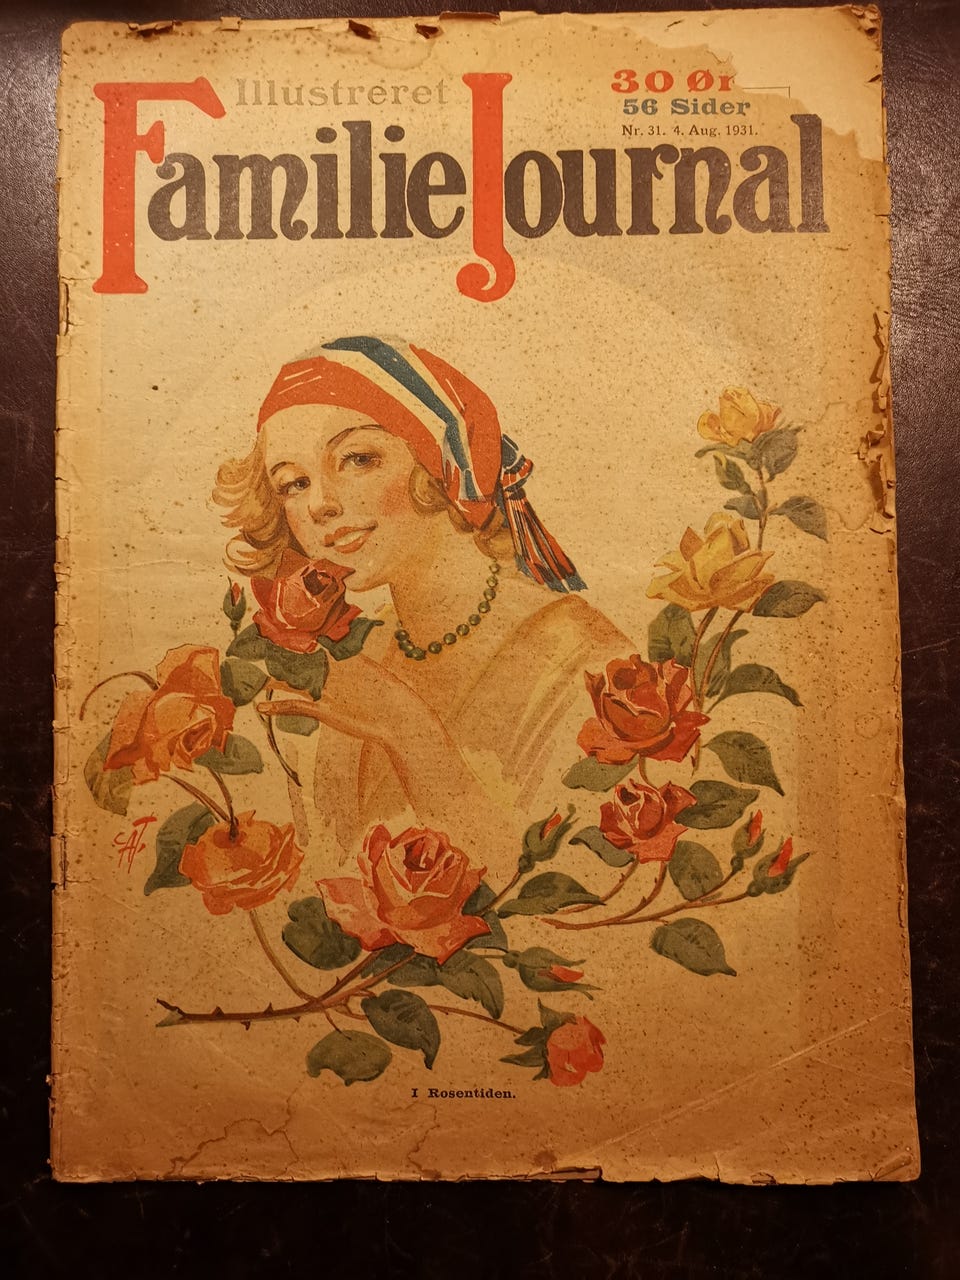 Illustreret
Familie Journal
30 Ør
56 Sider
Nr. 31. 4. Aug. 1931.
I Rosentiden.